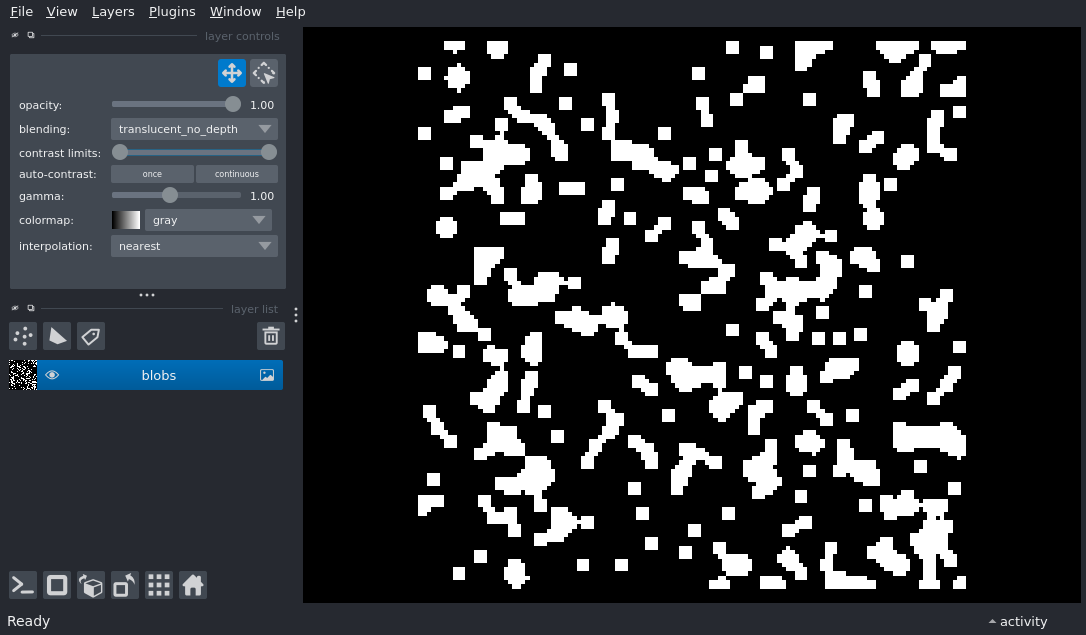 File View Layers Plugins Window Help
layer controls
opacity: 1.00
blending: translucent_no_depth
contrast limits:
auto-contrast: once continuous
gamma: 1.00
colormap: gray
interpolation: nearest
layer list
blobs
Ready activity